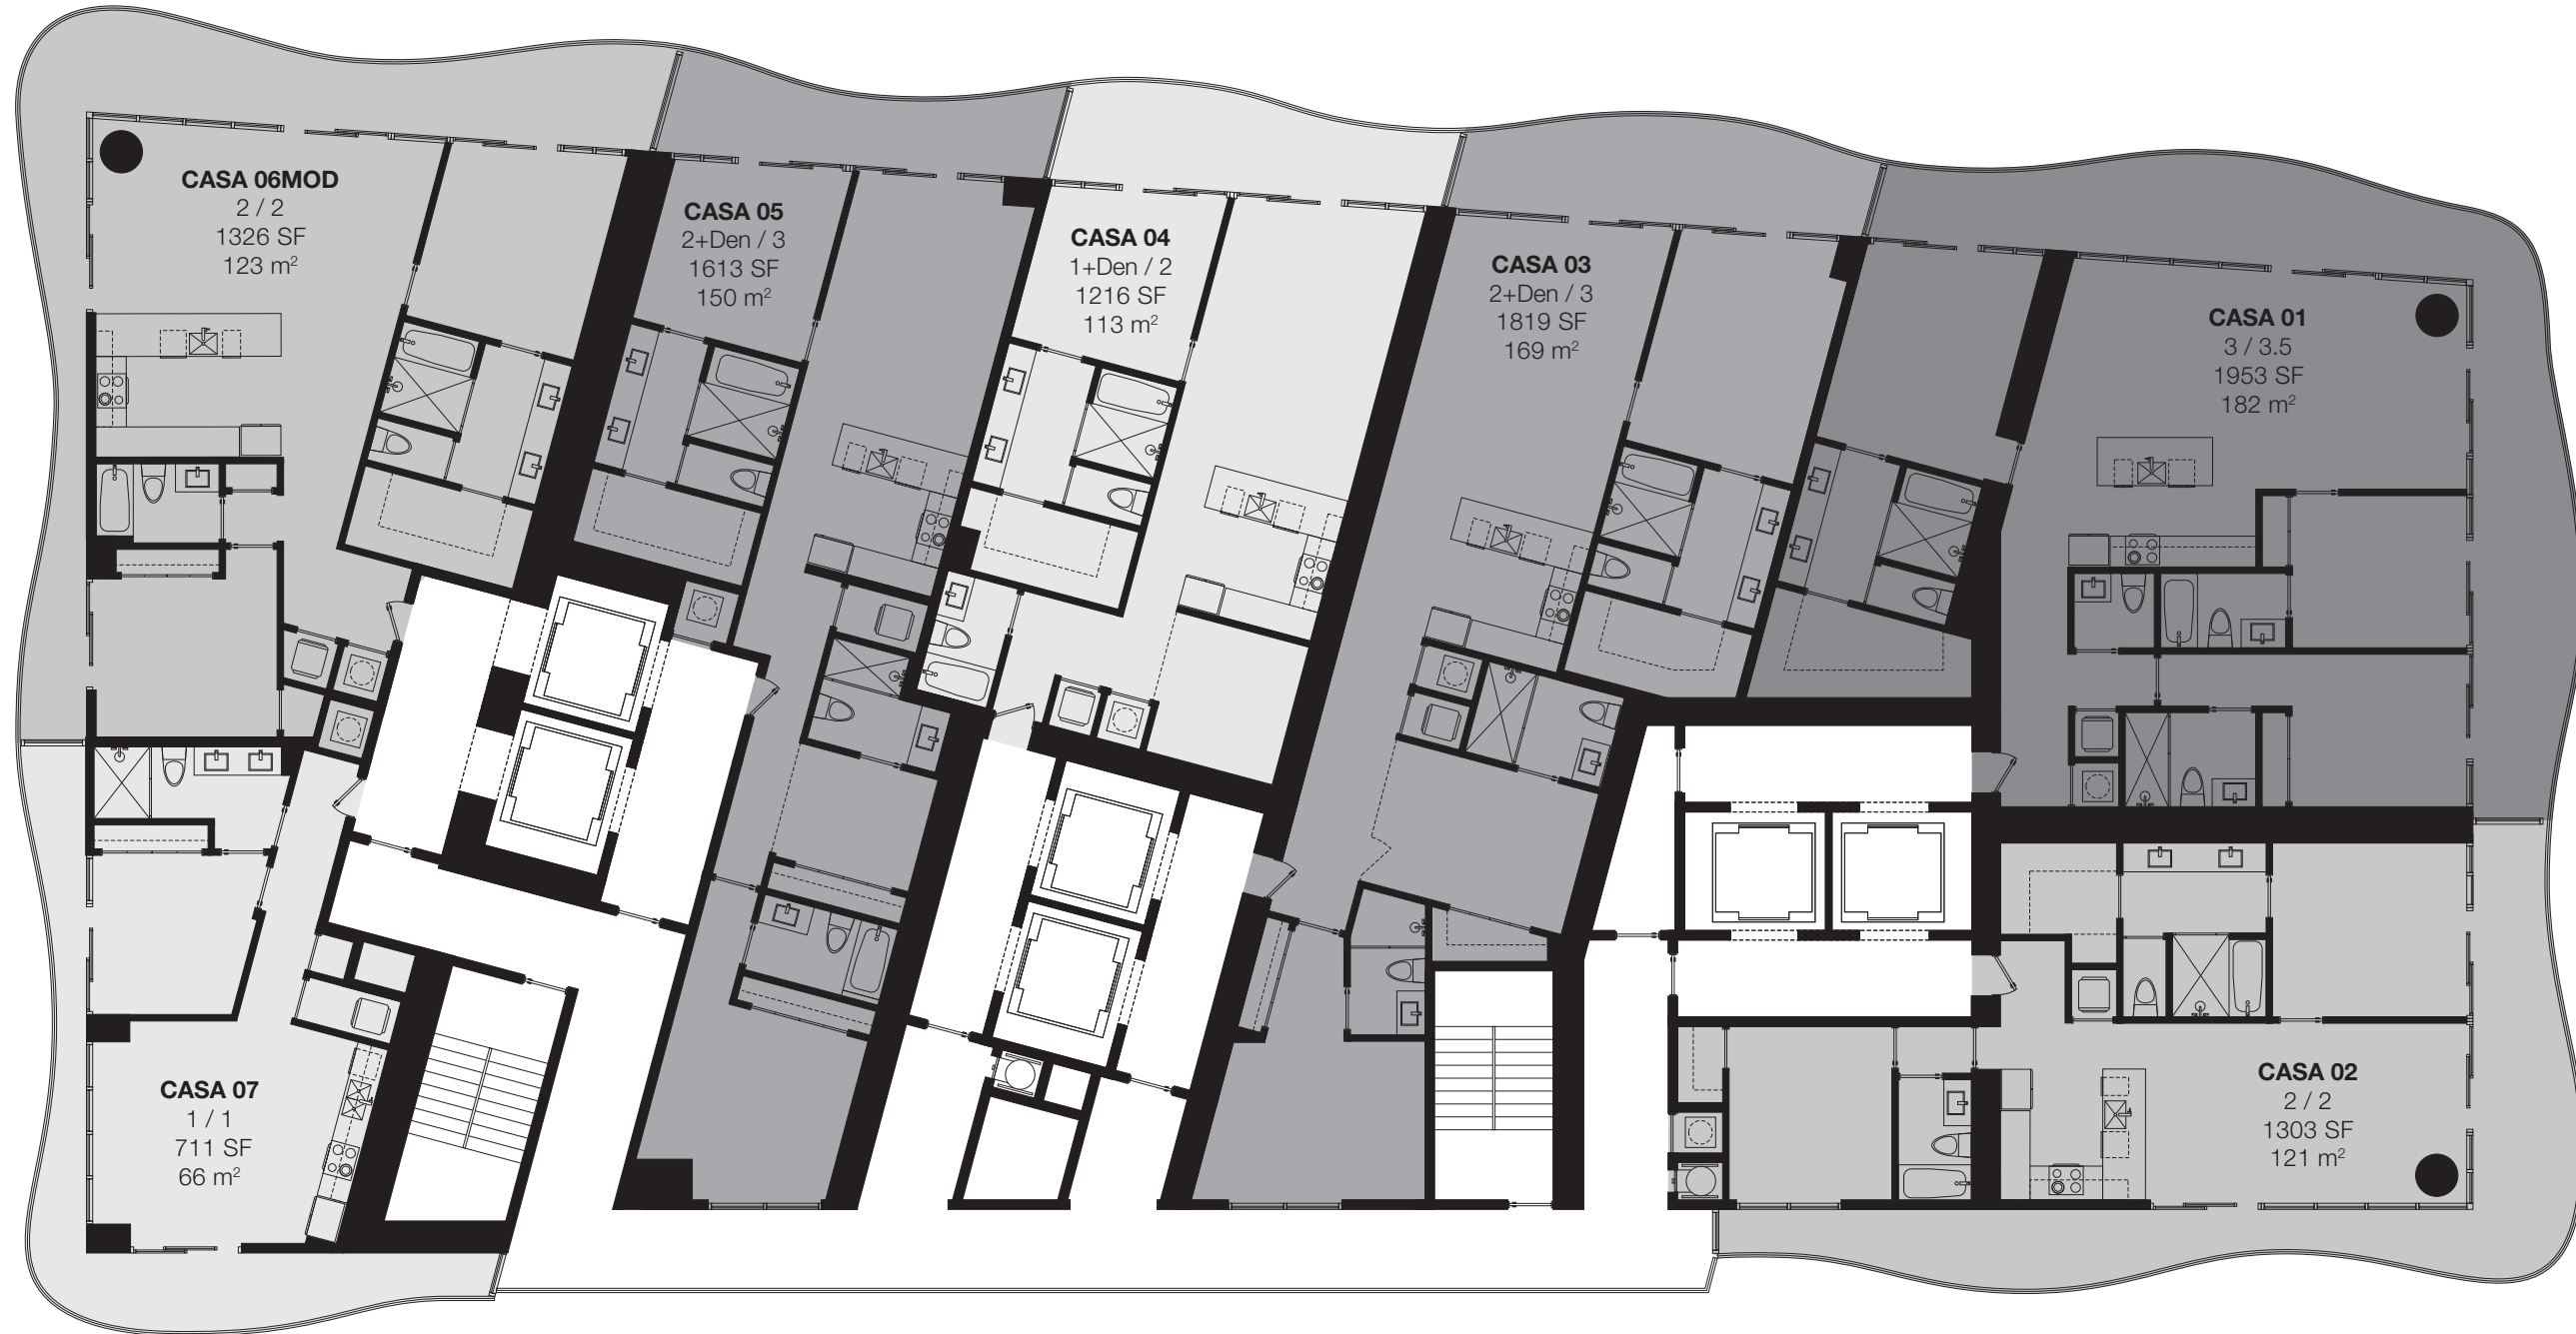 CASA 06MOD
2 / 2
1326 SF
123 m²
CASA 05
2+Den / 3
1613 SF
150 m²
CASA 04
1+Den / 2
1216 SF
113 m²
CASA 03
2+Den / 3
1819 SF
169 m²
CASA 01
3 / 3.5
1953 SF
182 m²
CASA 07
1 / 1
711 SF
66 m²
CASA 02
2 / 2
1303 SF
121 m²